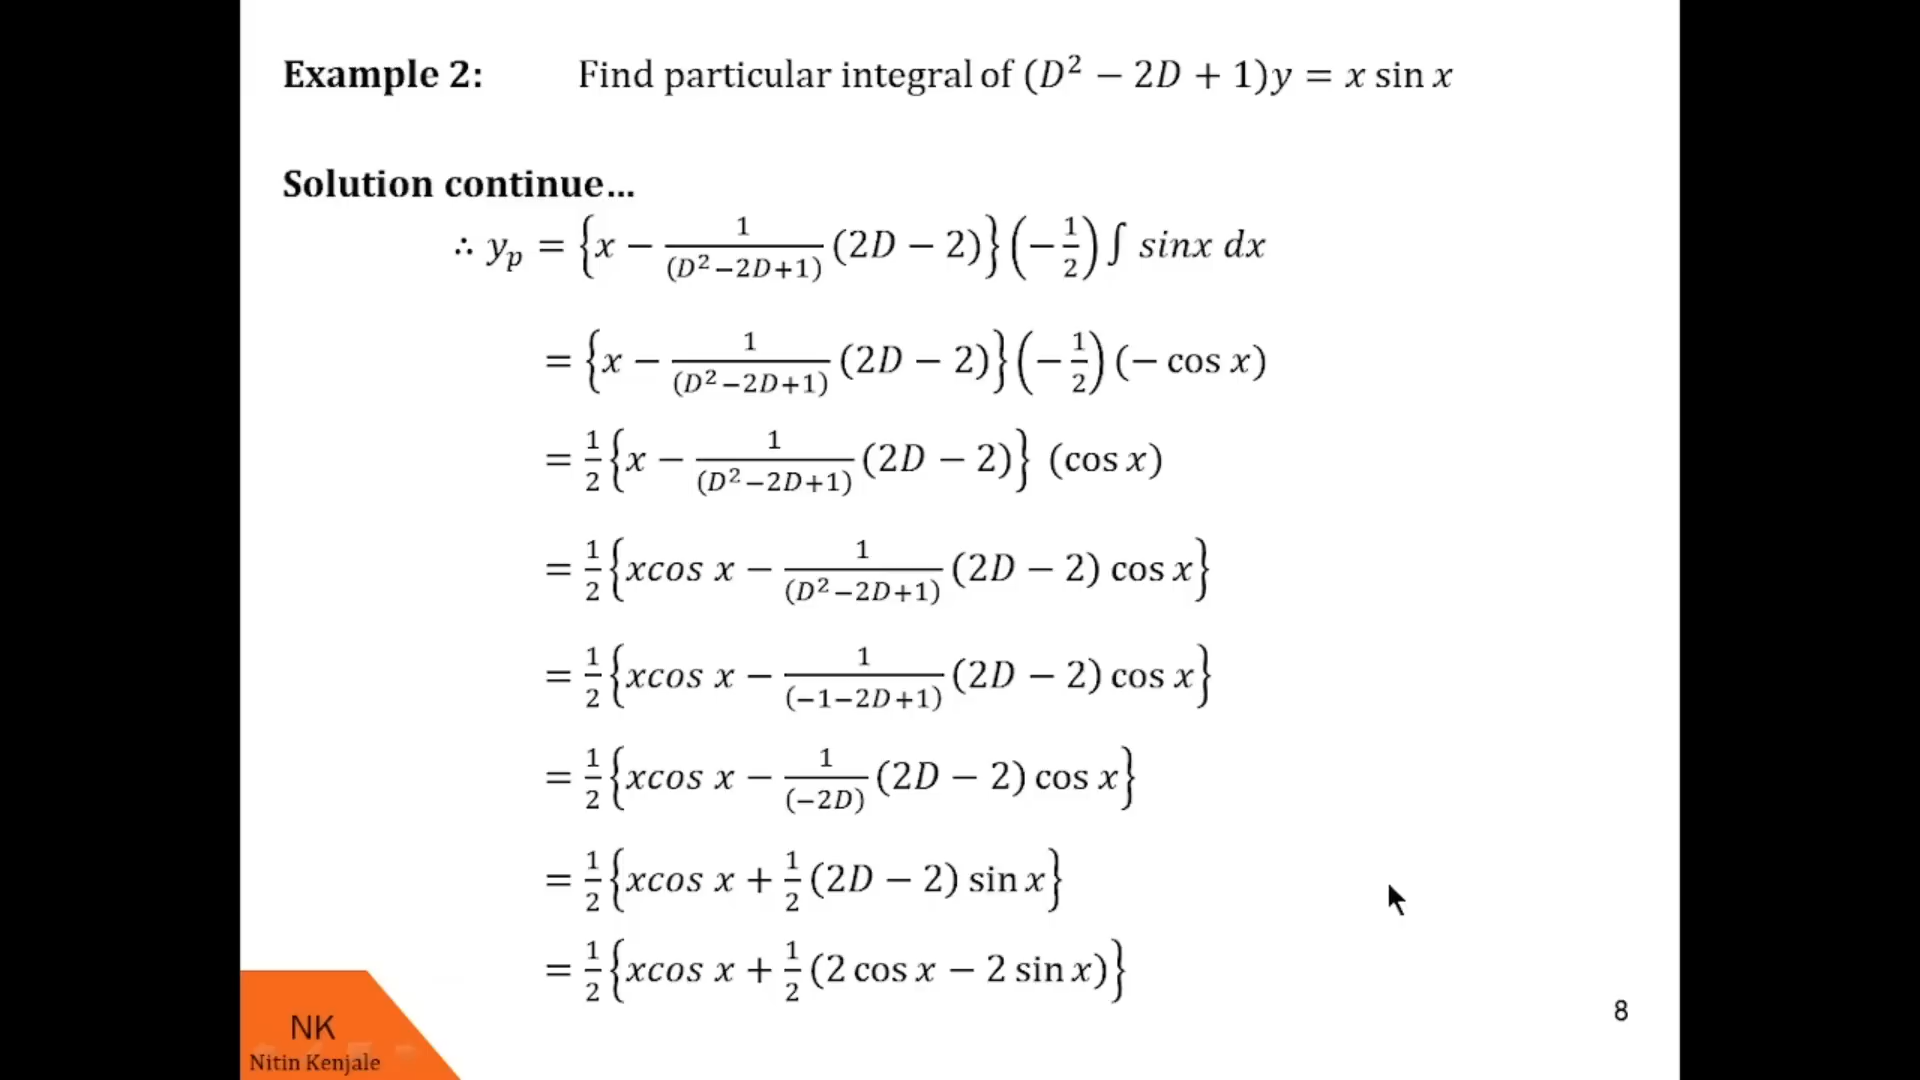 Example 2: Find particular integral of (D² − 2D + 1)y = x sin x
Solution continue...
∴ yₚ = {x − 1/(D²−2D+1) (2D − 2)}(−1/2) ∫ sinx dx
= {x − 1/(D²−2D+1) (2D − 2)}(−1/2) (− cos x)
= 1/2 {x − 1/(D²−2D+1) (2D − 2)} (cos x)
= 1/2 {xcos x − 1/(D²−2D+1) (2D − 2) cos x}
= 1/2 {xcos x − 1/(−1−2D+1) (2D − 2) cos x}
= 1/2 {xcos x − 1/(−2D) (2D − 2) cos x}
= 1/2 {xcos x + 1/2 (2D − 2) sin x}
= 1/2 {xcos x + 1/2 (2 cos x − 2 sin x)}
NK
Nitin Kenjale
8